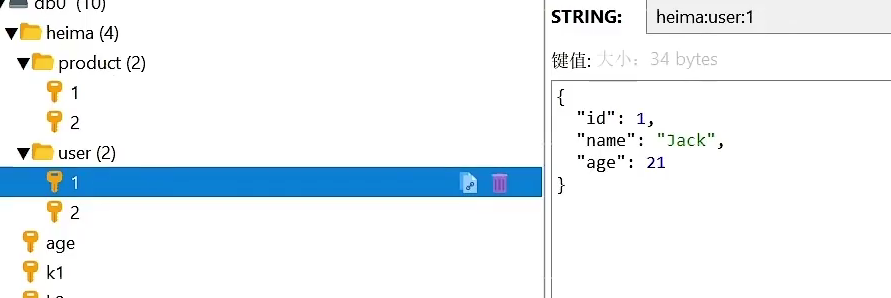 db0 (10)
heima (4)
product (2)
1
2
user (2)
1
2
age
k1
STRING:
heima:user:1
键值: 大小: 34 bytes
{
"id": 1,
"name": "Jack",
"age": 21
}